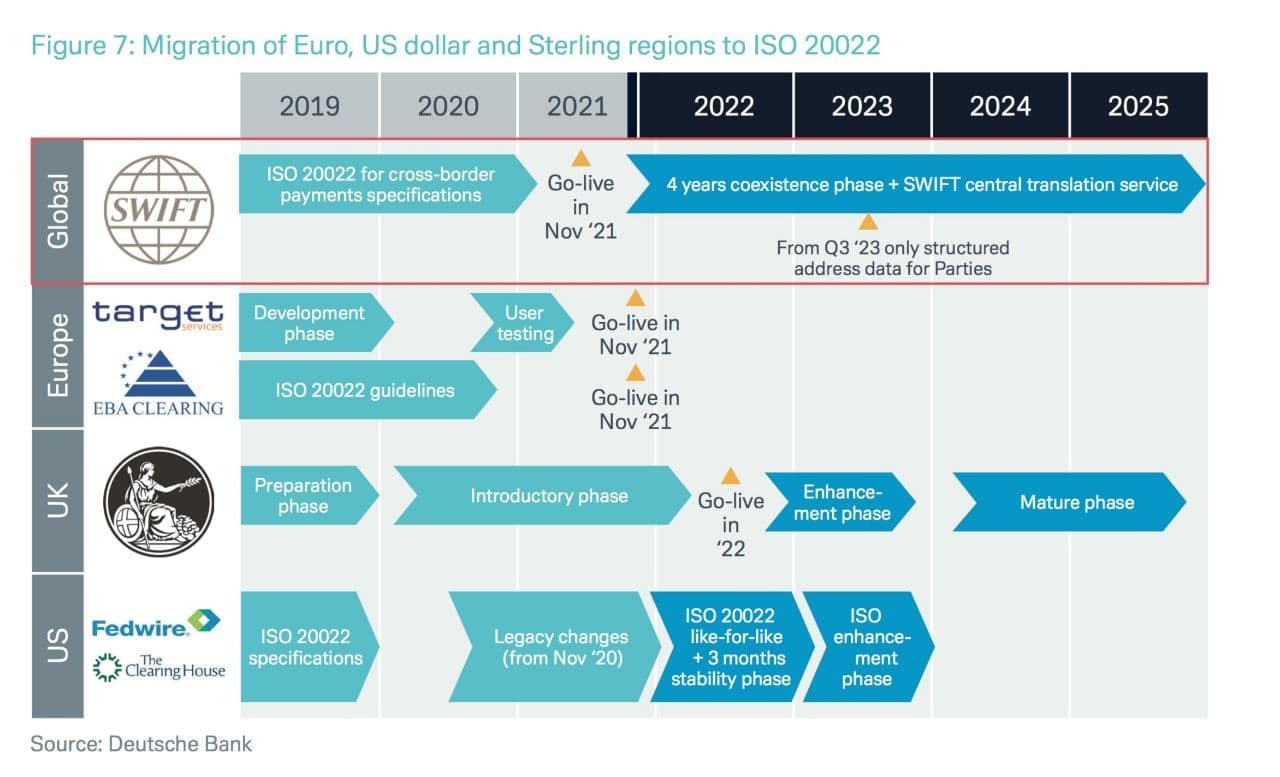 Figure 7: Migration of Euro, US dollar and Sterling regions to ISO 20022
2019 2020 2021 2022 2023 2024 2025
Global
SWIFT
ISO 20022 for cross-border
payments specifications
Go-live
in
Nov ‘21
4 years coexistence phase + SWIFT central translation service
From Q3 ‘23 only structured
address data for Parties
Europe
target
services
Development
phase
User
testing
Go-live in
Nov ‘21
EBA CLEARING
ISO 20022 guidelines
Go-live in
Nov ‘21
UK
Preparation
phase
Introductory phase
Go-live
in
‘22
Enhance-
ment phase
Mature phase
US
Fedwire®
The
Clearing House
ISO 20022
specifications
Legacy changes
(from Nov ‘20)
ISO 20022
like-for-like
+ 3 months
stability phase
ISO
enhance-
ment
phase
Source: Deutsche Bank